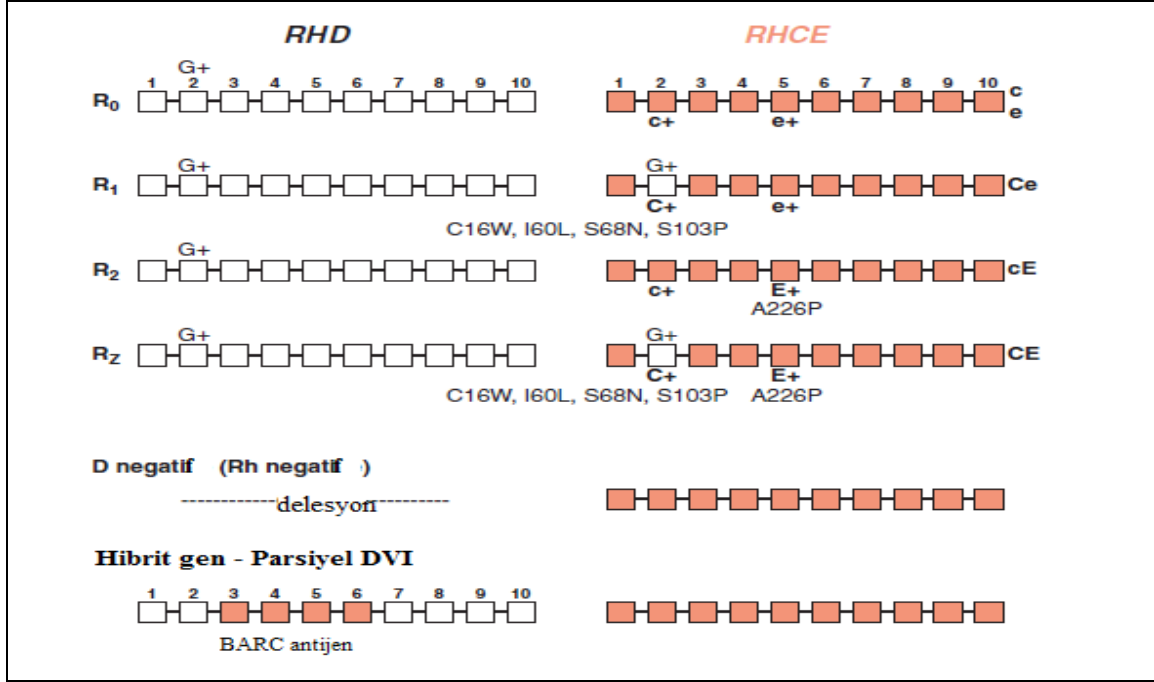 RHD RHCE
G+
1 2 3 4 5 6 7 8 9 10 1 2 3 4 5 6 7 8 9 10
R0 c
e
c+ e+
G+ G+
R1 Ce
C+ e+
C16W, I60L, S68N, S103P
G+
R2 cE
c+ E+
A226P
G+ G+
RZ CE
C+ E+
C16W, I60L, S68N, S103P A226P
D negatif (Rh negatif )
------------delesyon----------
Hibrit gen - Parsiyel DVI
1 2 3 4 5 6 7 8 9 10
BARC antijen